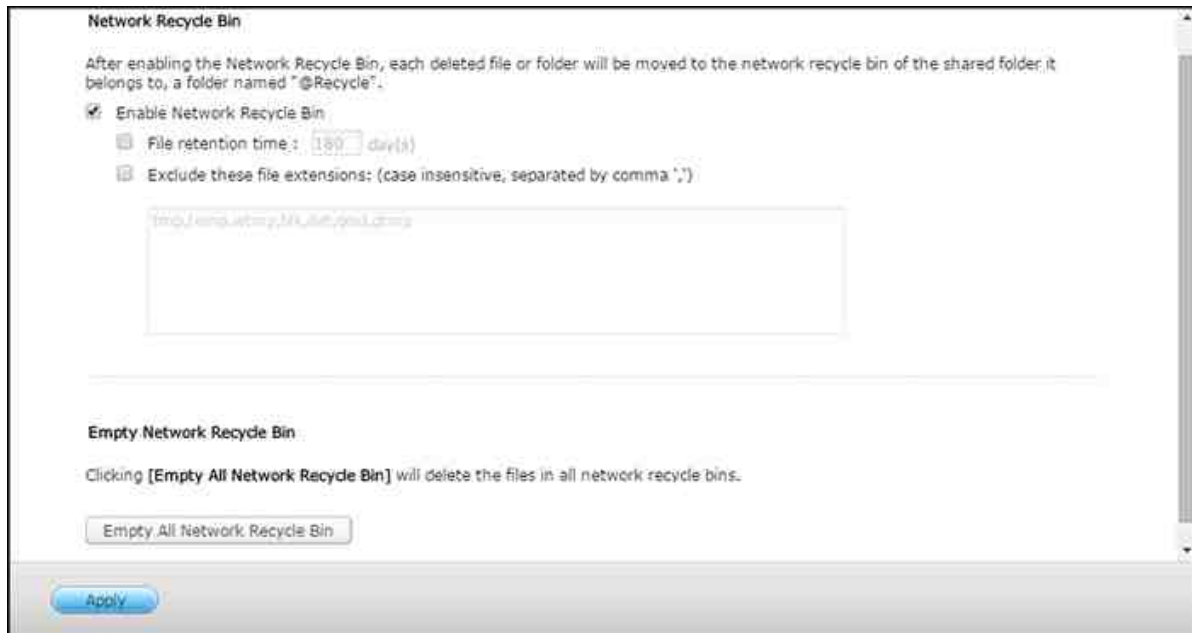 Network Recycle Bin
After enabling the Network Recycle Bin, each deleted file or folder will be moved to the network recycle bin of the shared folder it
belongs to, a folder named "@Recycle".
Enable Network Recycle Bin
File retention time : 180 day(s)
Exclude these file extensions: (case insensitive, separated by comma ',')
Empty Network Recycle Bin
Clicking [Empty All Network Recycle Bin] will delete the files in all network recycle bins.
Empty All Network Recycle Bin
Apply